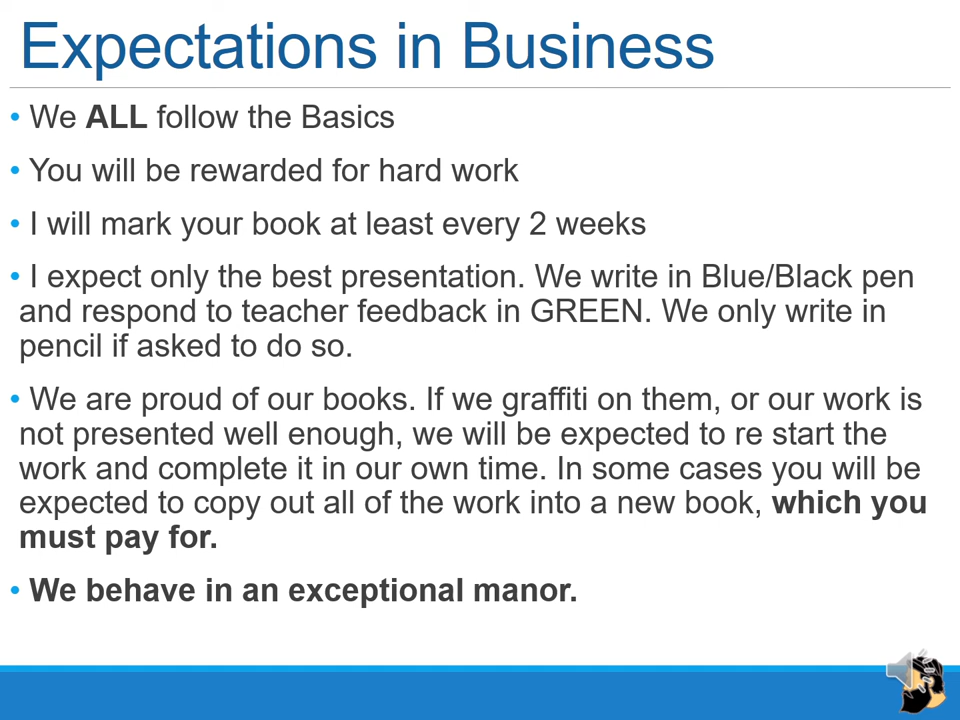 Expectations in Business
• We ALL follow the Basics
• You will be rewarded for hard work
• I will mark your book at least every 2 weeks
• I expect only the best presentation. We write in Blue/Black pen
and respond to teacher feedback in GREEN. We only write in
pencil if asked to do so.
• We are proud of our books. If we graffiti on them, or our work is
not presented well enough, we will be expected to re start the
work and complete it in our own time. In some cases you will be
expected to copy out all of the work into a new book, which you
must pay for.
• We behave in an exceptional manor.